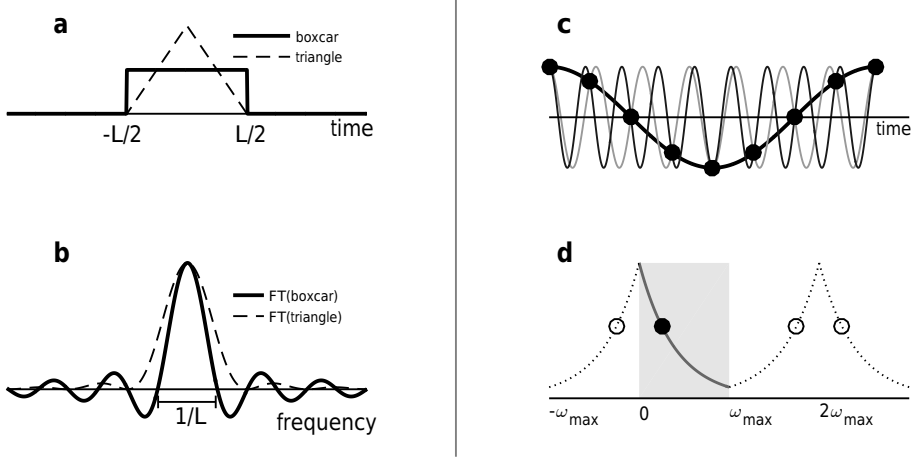 a
boxcar
triangle
-L/2
L/2
time
b
FT(boxcar)
FT(triangle)
1/L
frequency
c
time
d
-ωmax
0
ωmax
2ωmax